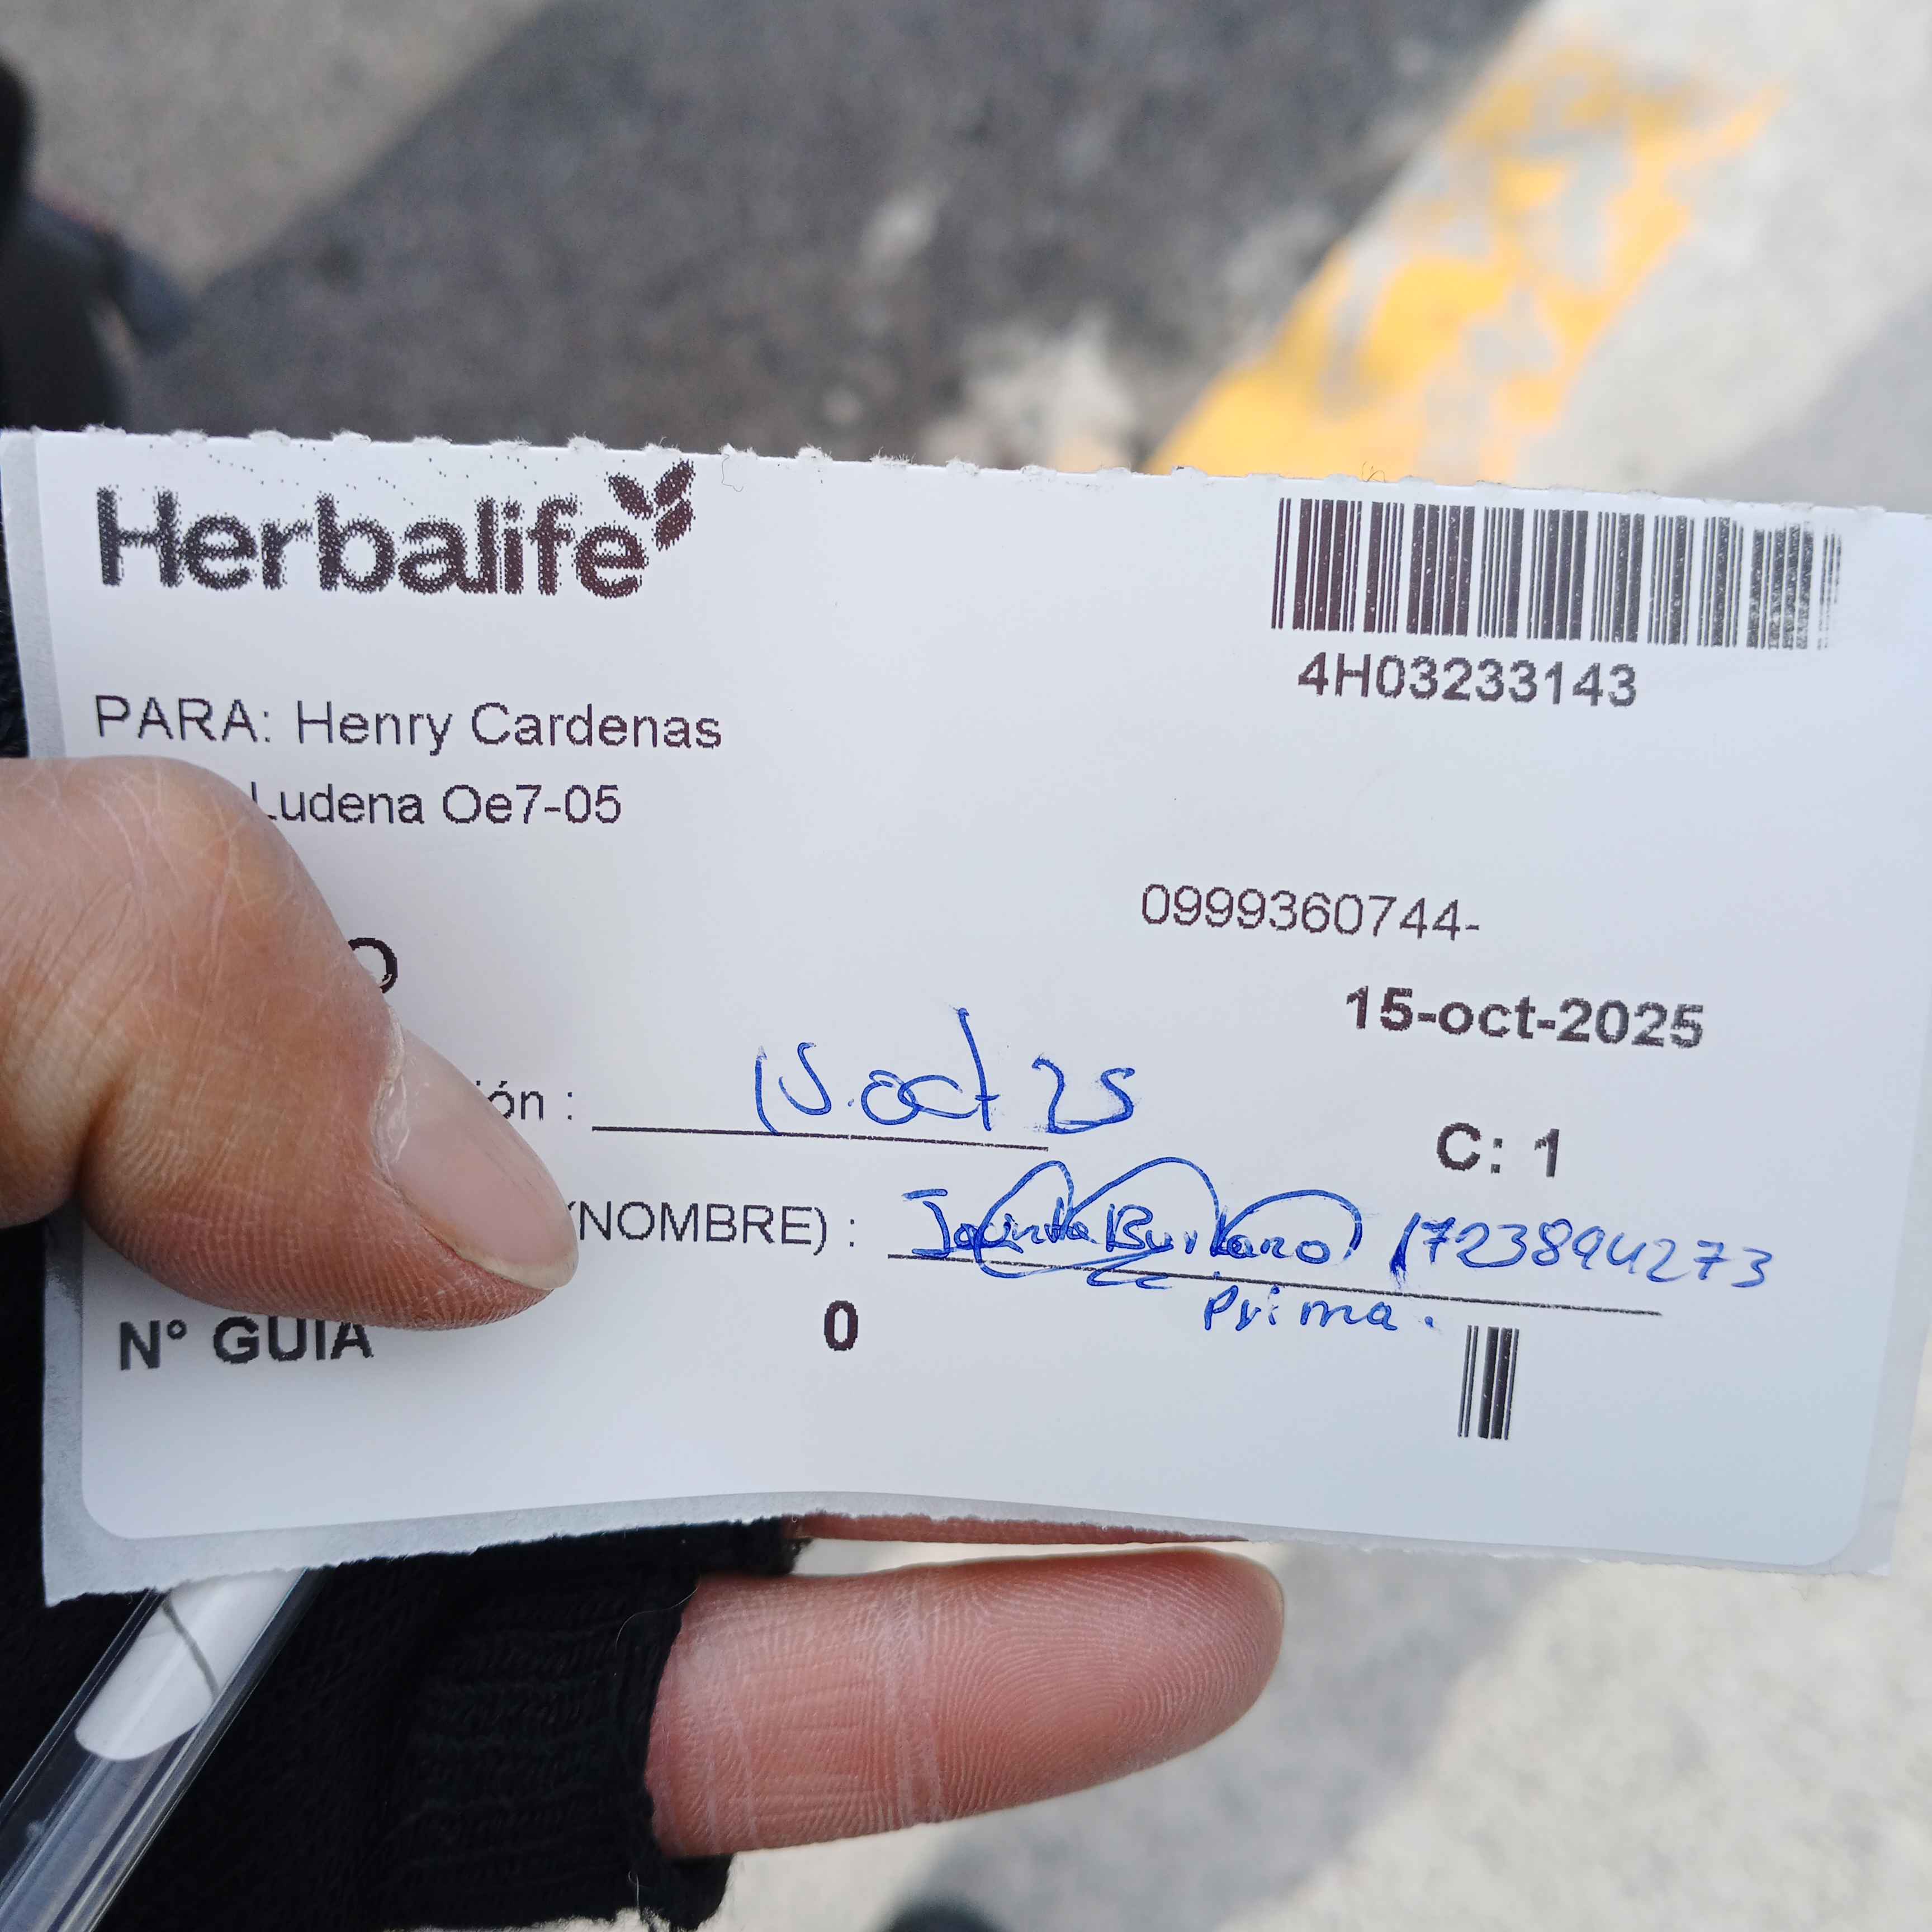 Herbalife
4H03233143
PARA: Henry Cardenas
Ludena Oe7-05
0999360744-
O
15-oct-2025
ón : 15.oct 25
C: 1
(NOMBRE) : 1723894273
Prima.
N° GUIA 0